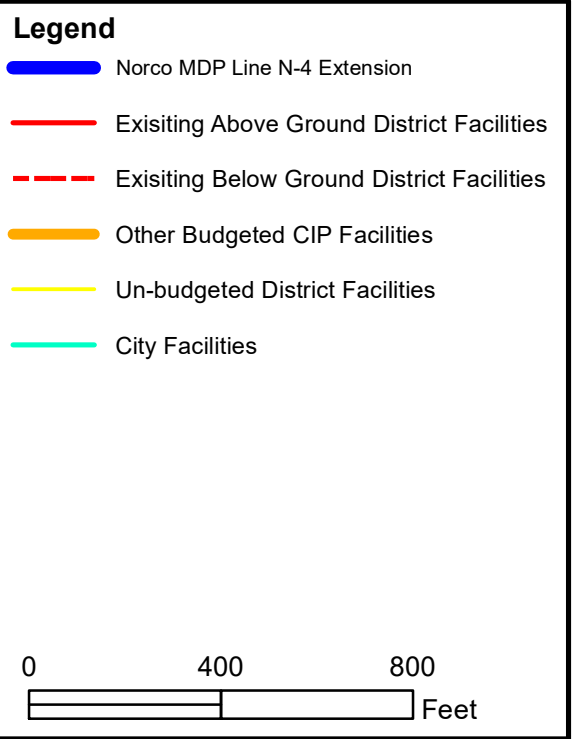 Legend
Norco MDP Line N-4 Extension
Exisiting Above Ground District Facilities
Exisiting Below Ground District Facilities
Other Budgeted CIP Facilities
Un-budgeted District Facilities
City Facilities
0 400 800
Feet